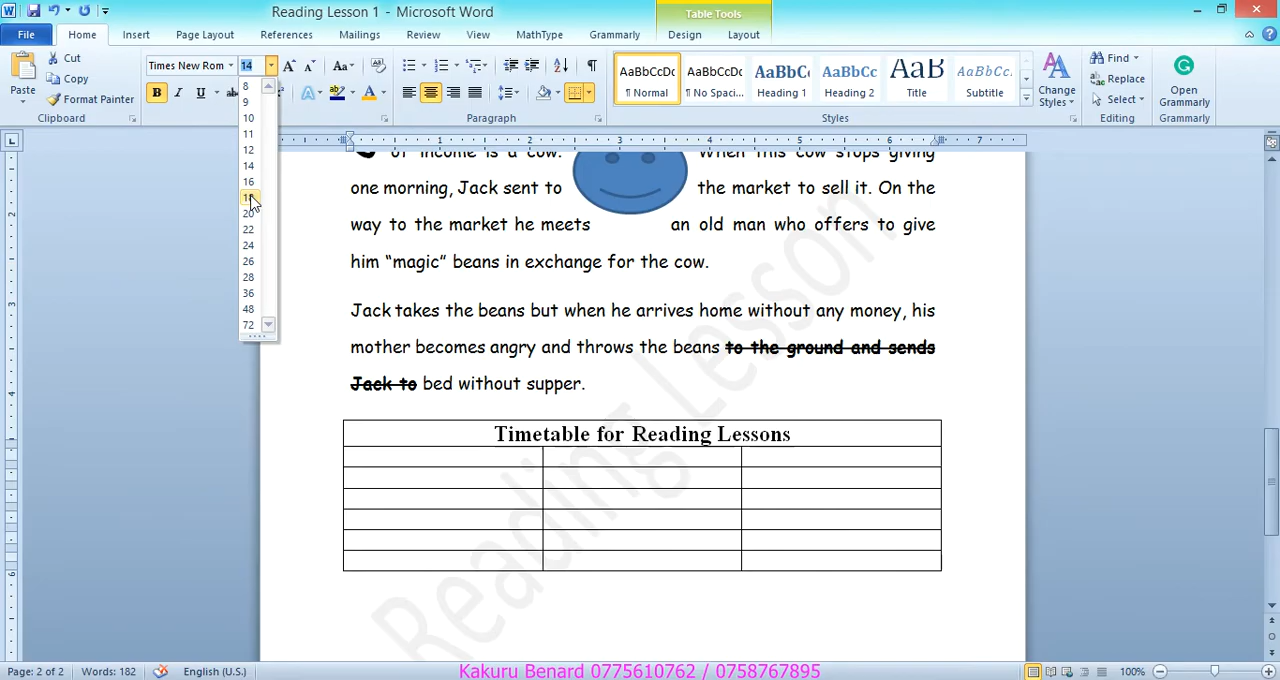 Reading Lesson 1 - Microsoft Word
Table Tools
File Home Insert Page Layout References Mailings Review View MathType Grammarly Design Layout
Paste
Cut
Copy
Format Painter
Clipboard
Times New Rom 14
8
9
10
11
12
14
16
18
20
22
24
26
28
36
48
72
Paragraph
AaBbCcDc ¶ Normal
AaBbCcDc ¶ No Spaci...
AaBbCc Heading 1
AaBbCc Heading 2
AaB Title
AaBbCc. Subtitle
Change Styles
Styles
Find
Replace
Select
Editing
Open Grammarly
Grammarly
1 2 3 4 5 6 7
of income is a cow. When this cow stops giving
one morning, Jack sent to the market to sell it. On the
way to the market he meets an old man who offers to give
him “magic” beans in exchange for the cow.
Jack takes the beans but when he arrives home without any money, his
mother becomes angry and throws the beans to the ground and sends
Jack to bed without supper.
Timetable for Reading Lessons
Reading Lesson
Page: 2 of 2 Words: 182 English (U.S.) 100%
Kakuru Benard 0775610762 / 0758767895